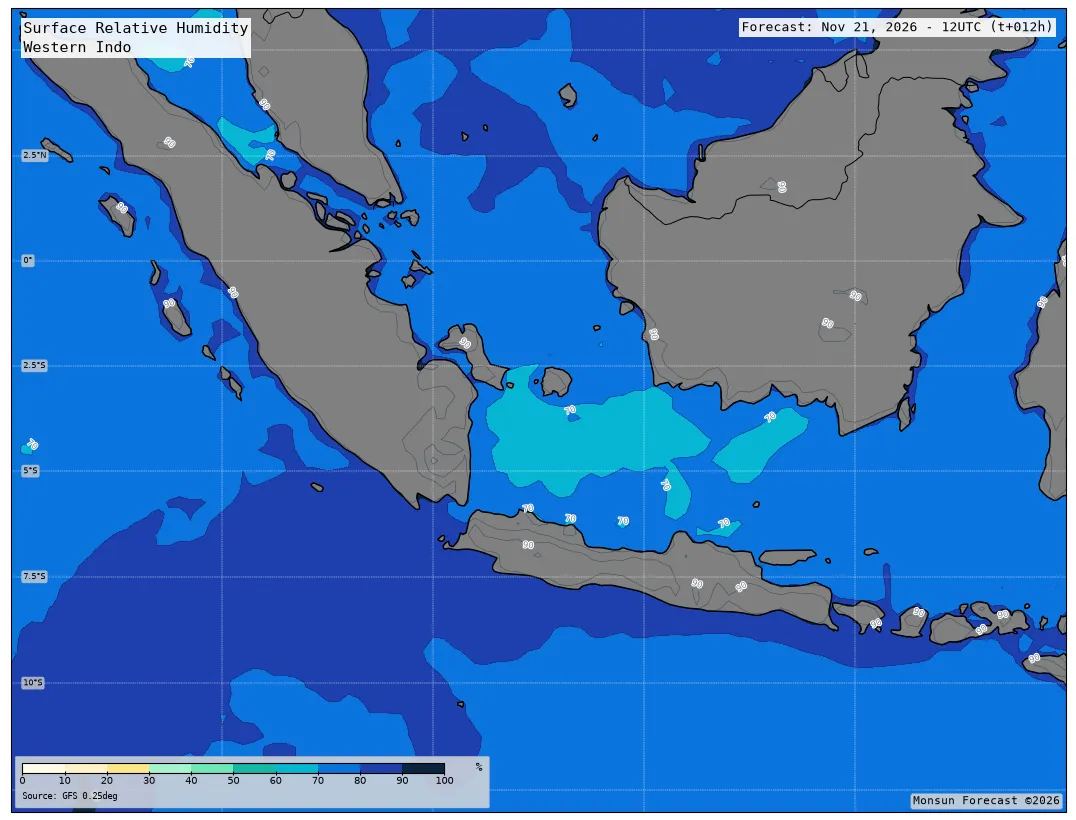 Surface Relative Humidity
Western Indo
Forecast: Nov 21, 2026 - 12UTC (t+012h)
70
90
90
70
2.5°N
90
90
0°
90
90
90
90
90
90
90
2.5°S
70
70
70
5°S
70
70
70
70
70
90
7.5°S
90
90
90
90
90
90
90
10°S
%
0 10 20 30 40 50 60 70 80 90 100
Source: GFS 0.25deg
Monsun Forecast ©2026